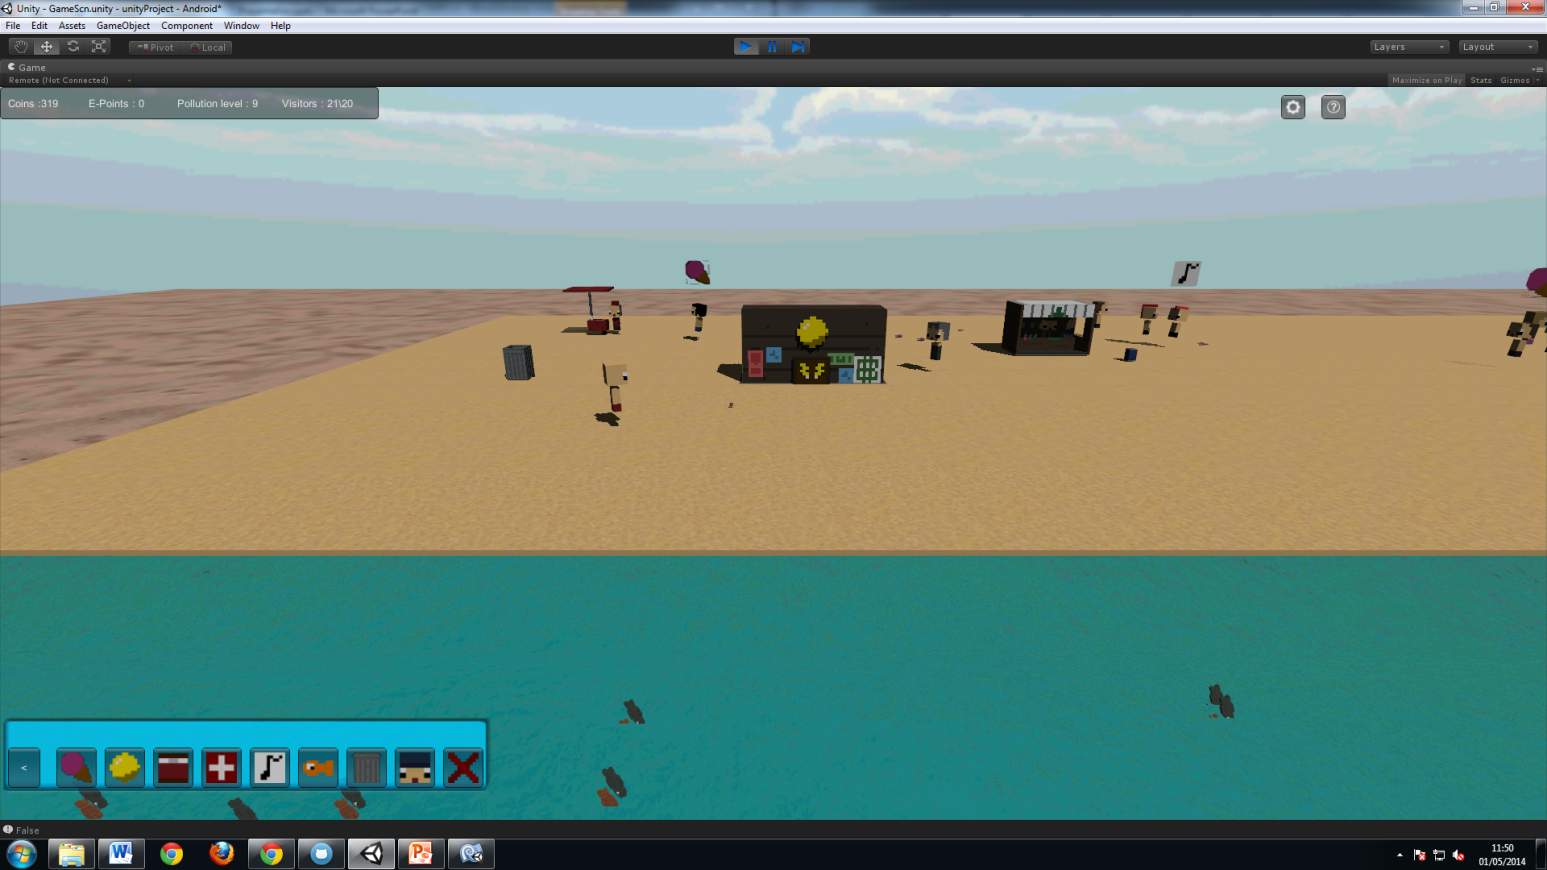 Unity - GameScn.unity - unityProject - Android*
File Edit Assets GameObject Component Window Help
Pivot Local Layers Layout
Game
Remote (Not Connected) Maximize on Play Stats Gizmos
Coins :319 E-Points : 0 Pollution level : 9 Visitors : 21\20
?
<
False
11:50
01/05/2014